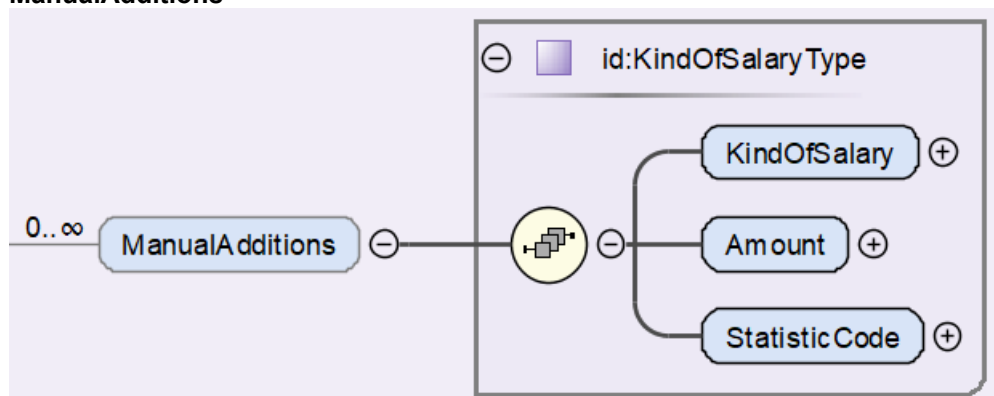 ManualAdditions
id:KindOfSalaryType
KindOfSalary
0..∞
ManualAdditions
Amount
StatisticCode